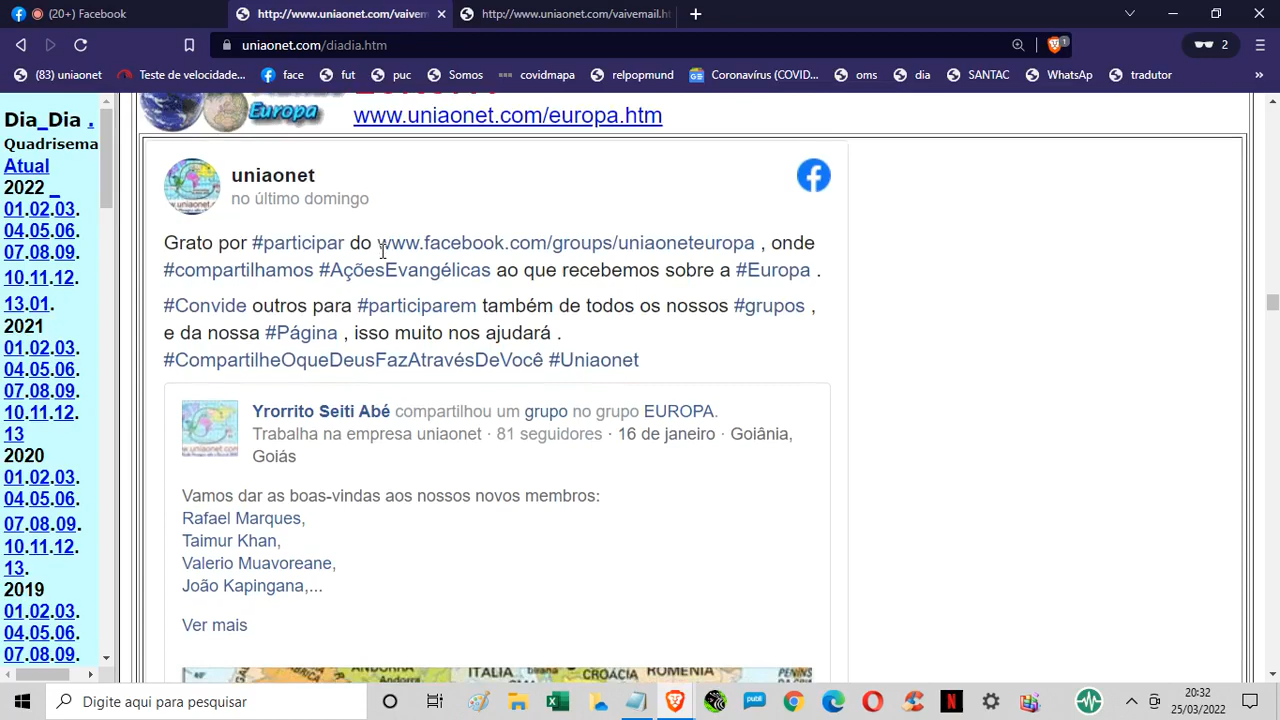 (20+) Facebook
http://www.uniaonet.com/vaivem
http://www.uniaonet.com/vaivemail.ht
uniaonet.com/diadia.htm
2
(83) uniaonet
Teste de velocidade...
face
fut
puc
Somos
covidmapa
relpopmund
Coronavírus (COVID...
oms
dia
SANTAC
WhatsApp
tradutor
»
Dia_Dia .
Quadrisema
Atual
2022 _
01.02.03.
04.05.06.
07.08.09.
10.11.12.
13.01.
2021
01.02.03.
04.05.06.
07.08.09.
10.11.12.
13
2020
01.02.03.
04.05.06.
07.08.09.
10.11.12.
13.
2019
01.02.03.
04.05.06.
07.08.09.
Europa
www.uniaonet.com/europa.htm
uniaonet
no último domingo
Grato por #participar do www.facebook.com/groups/uniaoneteuropa , onde
#compartilhamos #AçõesEvangélicas ao que recebemos sobre a #Europa .
#Convide outros para #participarem também de todos os nossos #grupos ,
e da nossa #Página , isso muito nos ajudará .
#CompartilheOqueDeusFazAtravésDeVocê #Uniaonet
Yrorrito Seiti Abé compartilhou um grupo no grupo EUROPA.
Trabalha na empresa uniaonet · 81 seguidores · 16 de janeiro · Goiânia,
Goiás
Vamos dar as boas-vindas aos nossos novos membros:
Rafael Marques,
Taimur Khan,
Valerio Muavoreane,
João Kapingana,...
Ver mais
ANDORRA
ITALIA
CROÁCIA
ROMENIA
Digite aqui para pesquisar
20:32
25/03/2022